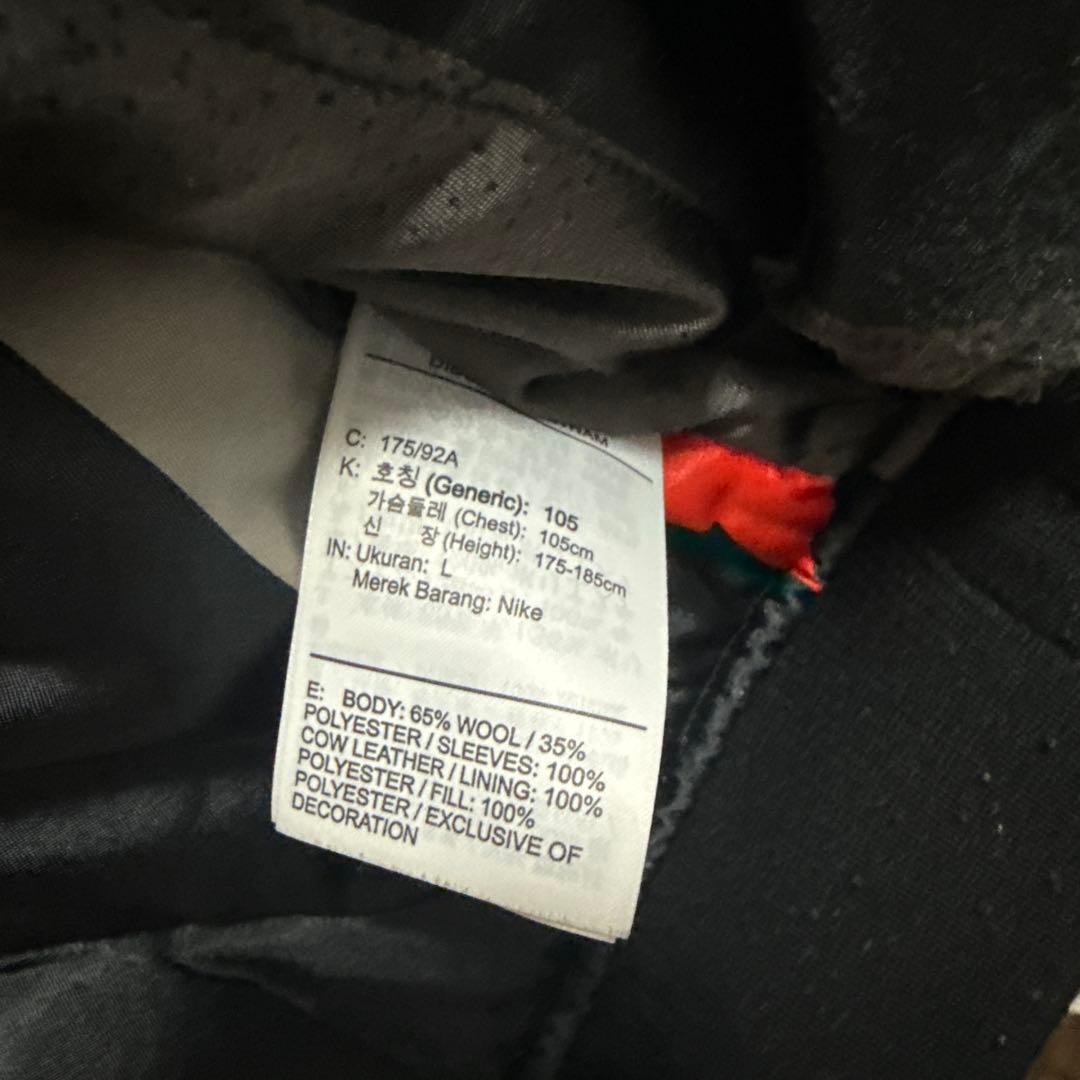 C: 175/92A
K: 호칭 (Generic): 105
가슴둘레 (Chest): 105cm
신 장 (Height): 175-185cm
IN: Ukuran: L
Merek Barang: Nike
E: BODY: 65% WOOL / 35%
POLYESTER / SLEEVES: 100%
COW LEATHER / LINING: 100%
POLYESTER / FILL: 100%
POLYESTER / EXCLUSIVE OF
DECORATION